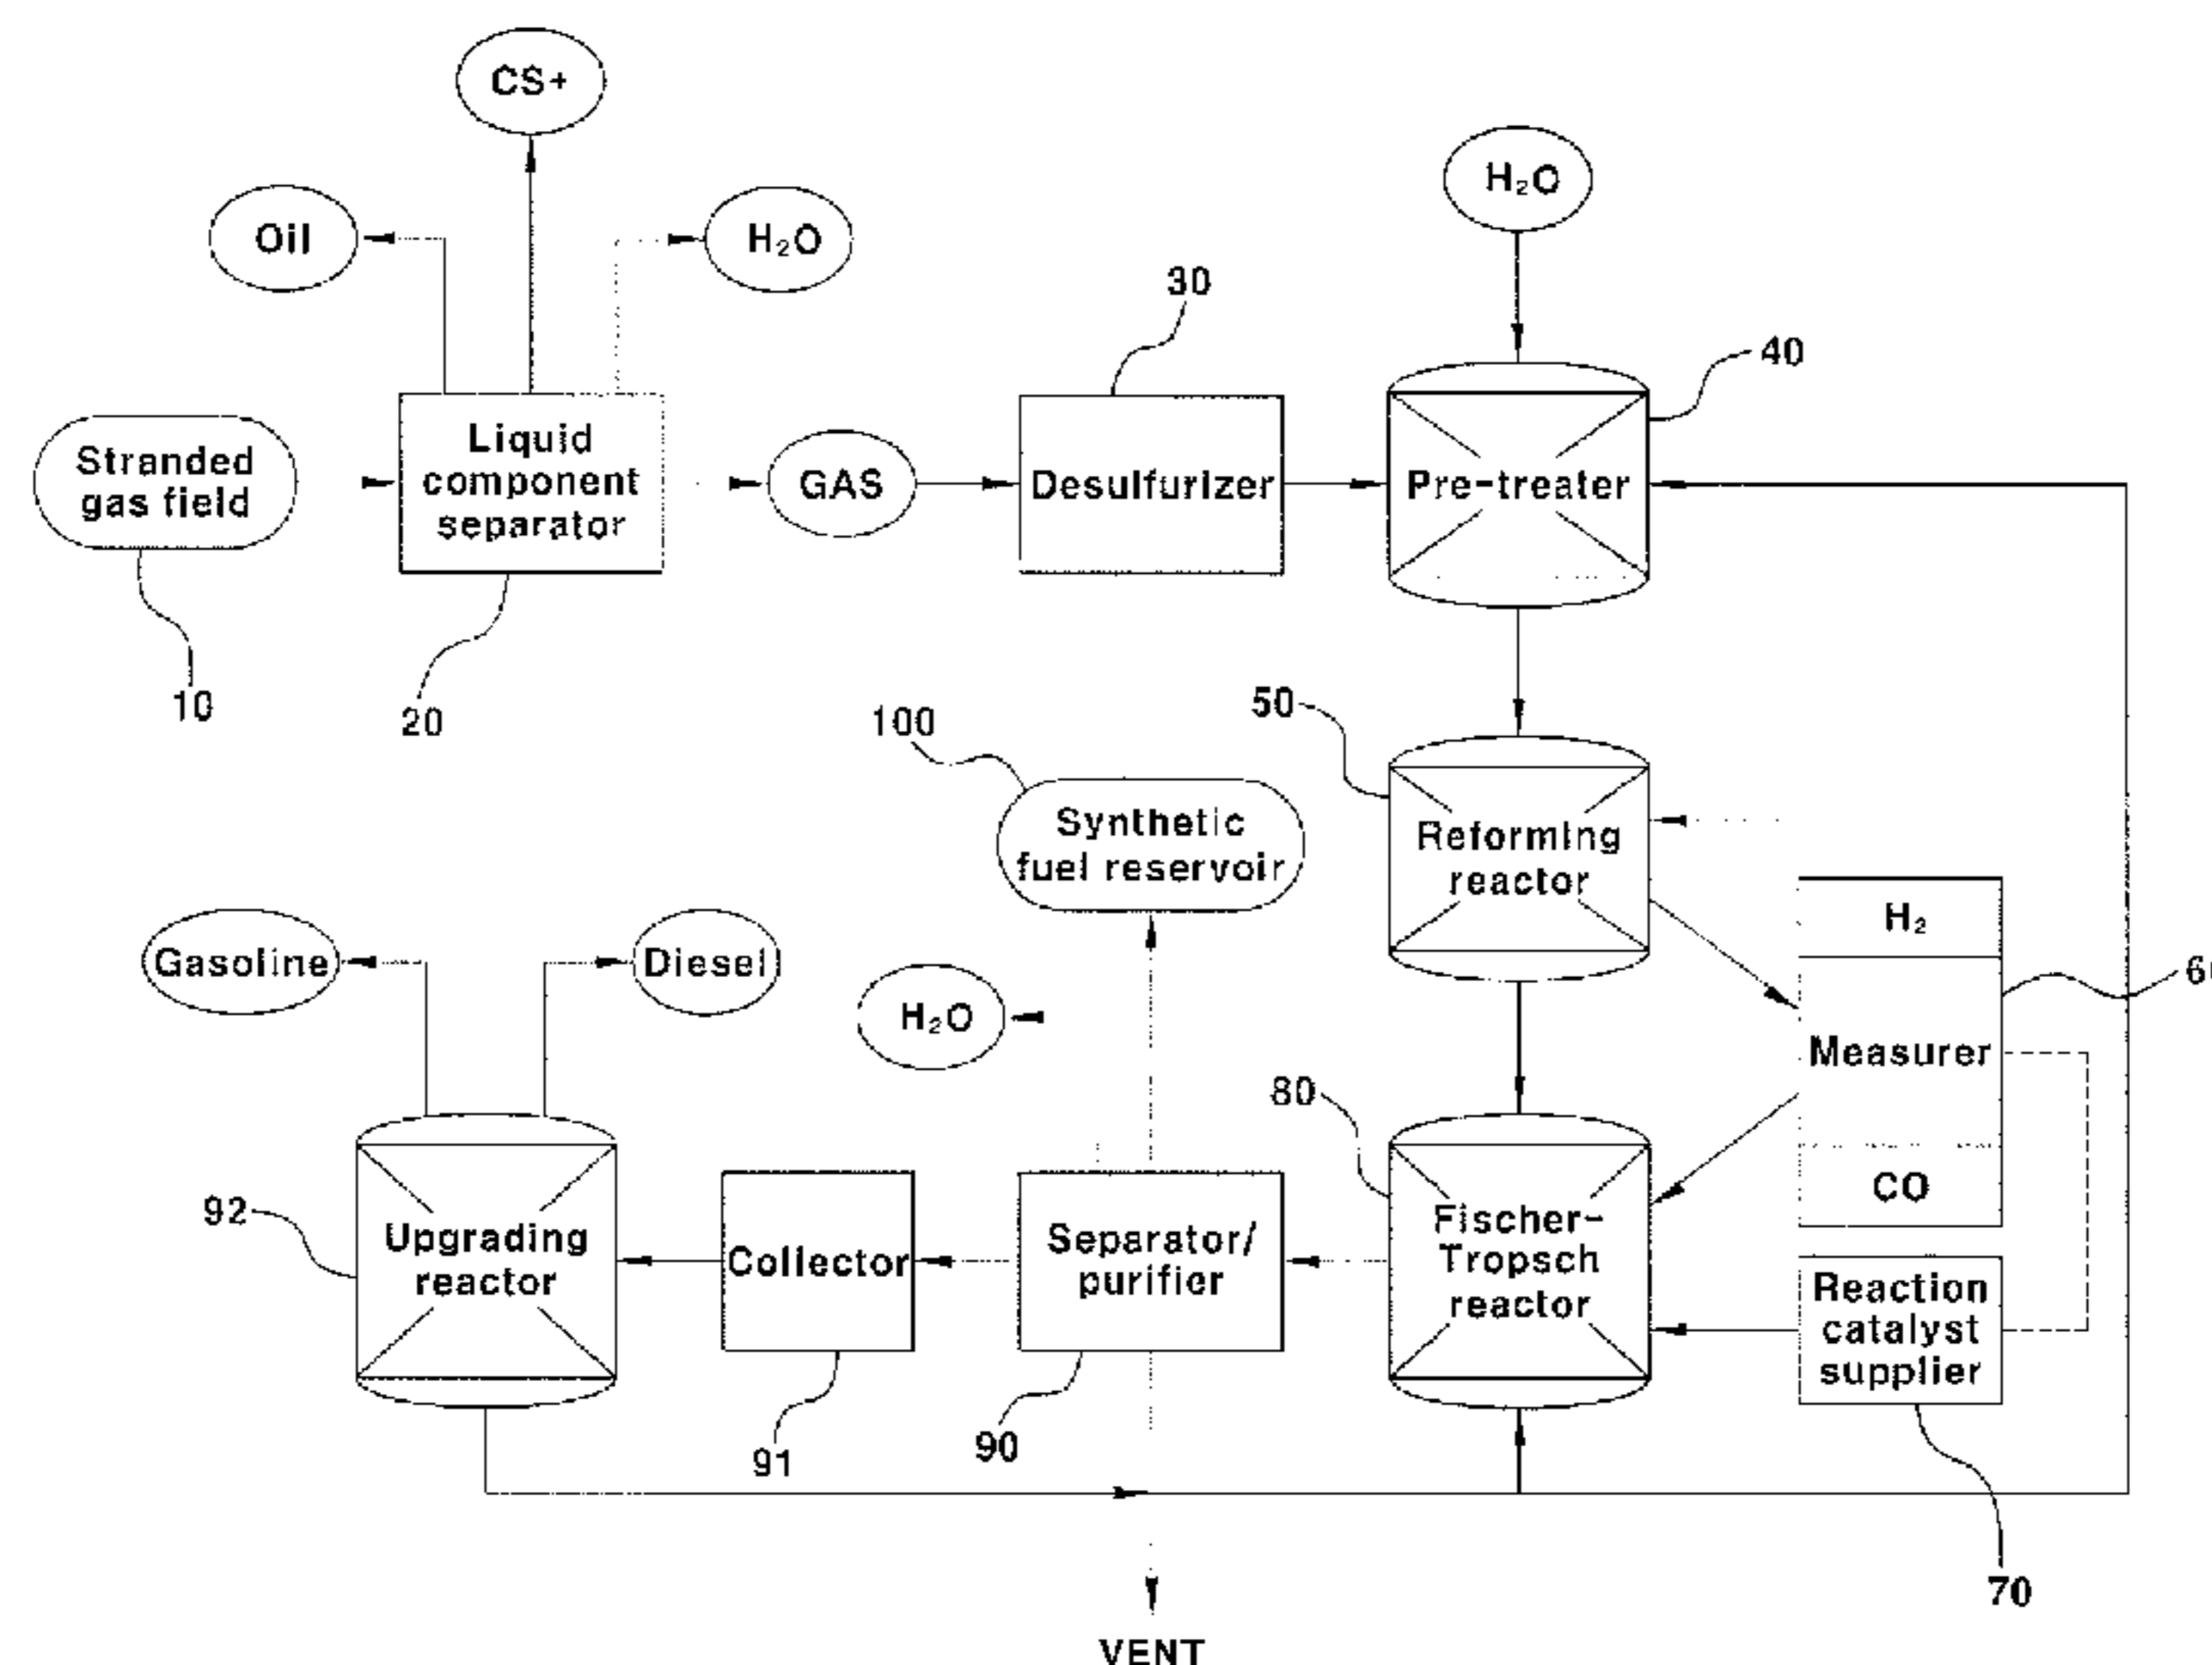 CS+
Oil
H₂O
H₂O
30
40
Stranded
gas field
Liquid
component
separator
GAS
Desulfurizer
Pre-treater
10
20
100
50
Synthetic
fuel reservoir
Reforming
reactor
H₂
Measurer
CO
Gasoline
Diesel
H₂O
80
92
Upgrading
reactor
Collector
Separator/
purifier
Fischer-
Tropsch
reactor
Reaction
catalyst
supplier
91
90
70
VENT